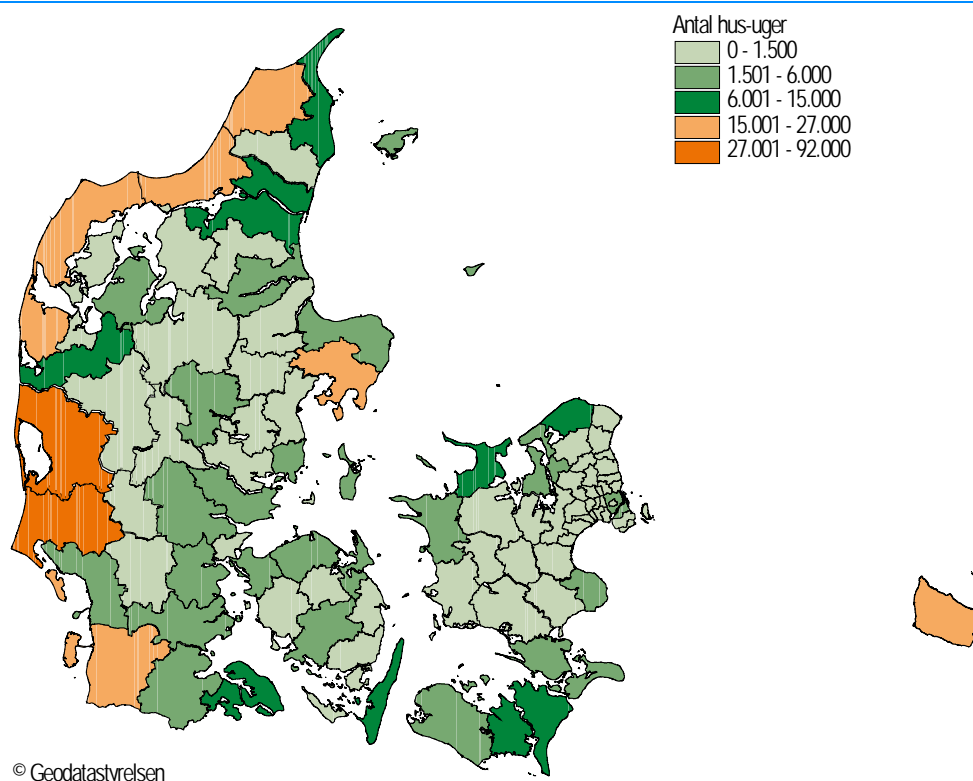 Antal hus-uger
0 - 1.500
1.501 - 6.000
6.001 - 15.000
15.001 - 27.000
27.001 - 92.000
© Geodatastyrelsen